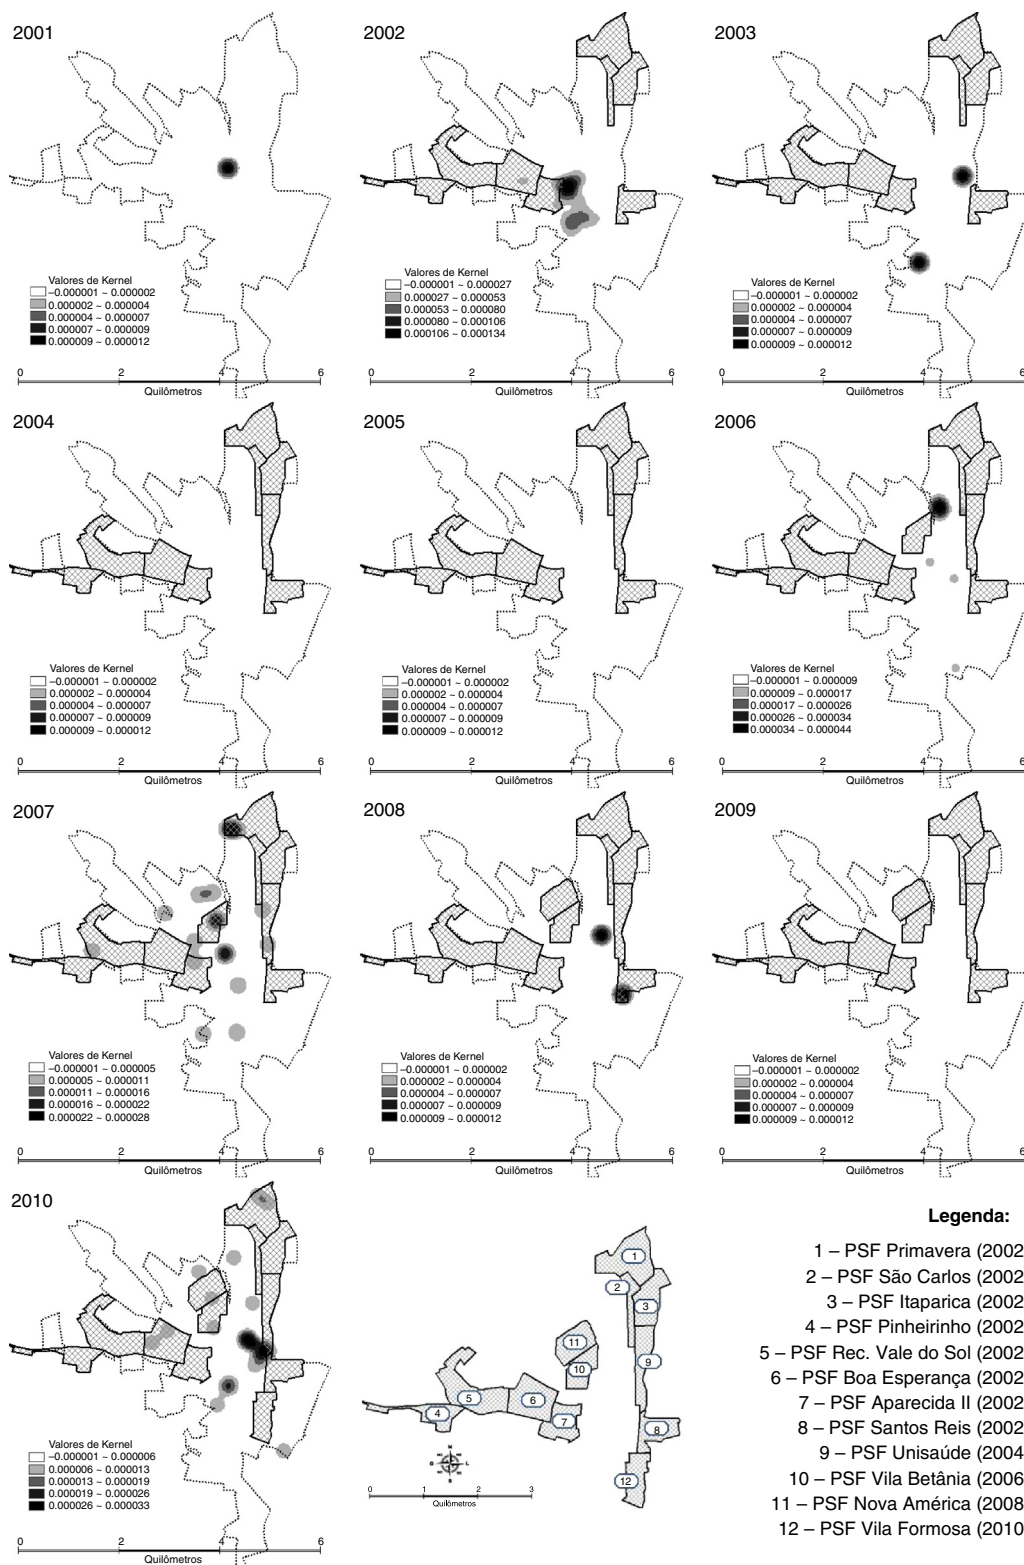 2001
Valores de Kernel
−0.000001 ~ 0.000002
0.000002 ~ 0.000004
0.000004 ~ 0.000007
0.000007 ~ 0.000009
0.000009 ~ 0.000012
0 2 4 6
Quilômetros
2002
Valores de Kernel
−0.000001 ~ 0.000027
0.000027 ~ 0.000053
0.000053 ~ 0.000080
0.000080 ~ 0.000106
0.000106 ~ 0.000134
0 2 4 6
Quilômetros
2003
Valores de Kernel
−0.000001 ~ 0.000002
0.000002 ~ 0.000004
0.000004 ~ 0.000007
0.000007 ~ 0.000009
0.000009 ~ 0.000012
0 2 4 6
Quilômetros
2004
Valores de Kernel
−0.000001 ~ 0.000002
0.000002 ~ 0.000004
0.000004 ~ 0.000007
0.000007 ~ 0.000009
0.000009 ~ 0.000012
0 2 4 6
Quilômetros
2005
Valores de Kernel
−0.000001 ~ 0.000002
0.000002 ~ 0.000004
0.000004 ~ 0.000007
0.000007 ~ 0.000009
0.000009 ~ 0.000012
0 2 4 6
Quilômetros
2006
Valores de Kernel
−0.000001 ~ 0.000009
0.000009 ~ 0.000017
0.000017 ~ 0.000026
0.000026 ~ 0.000034
0.000034 ~ 0.000044
0 2 4 6
Quilômetros
2007
Valores de Kernel
−0.000001 ~ 0.000005
0.000005 ~ 0.000011
0.000011 ~ 0.000016
0.000016 ~ 0.000022
0.000022 ~ 0.000028
0 2 4 6
Quilômetros
2008
Valores de Kernel
−0.000001 ~ 0.000002
0.000002 ~ 0.000004
0.000004 ~ 0.000007
0.000007 ~ 0.000009
0.000009 ~ 0.000012
0 2 4 6
Quilômetros
2009
Valores de Kernel
−0.000001 ~ 0.000002
0.000002 ~ 0.000004
0.000004 ~ 0.000007
0.000007 ~ 0.000009
0.000009 ~ 0.000012
0 2 4 6
Quilômetros
2010
Valores de Kernel
−0.000001 ~ 0.000006
0.000006 ~ 0.000013
0.000013 ~ 0.000019
0.000019 ~ 0.000026
0.000026 ~ 0.000033
0 2 4 6
Quilômetros
1
2
3
11
10
9
5
6
4
7
8
12
0 1 2 3
Quilômetros
Legenda:
1 – PSF Primavera (2002
2 – PSF São Carlos (2002
3 – PSF Itaparica (2002
4 – PSF Pinheirinho (2002
5 – PSF Rec. Vale do Sol (2002
6 – PSF Boa Esperança (2002
7 – PSF Aparecida II (2002
8 – PSF Santos Reis (2002
9 – PSF Unisaúde (2004
10 – PSF Vila Betânia (2006
11 – PSF Nova América (2008
12 – PSF Vila Formosa (2010